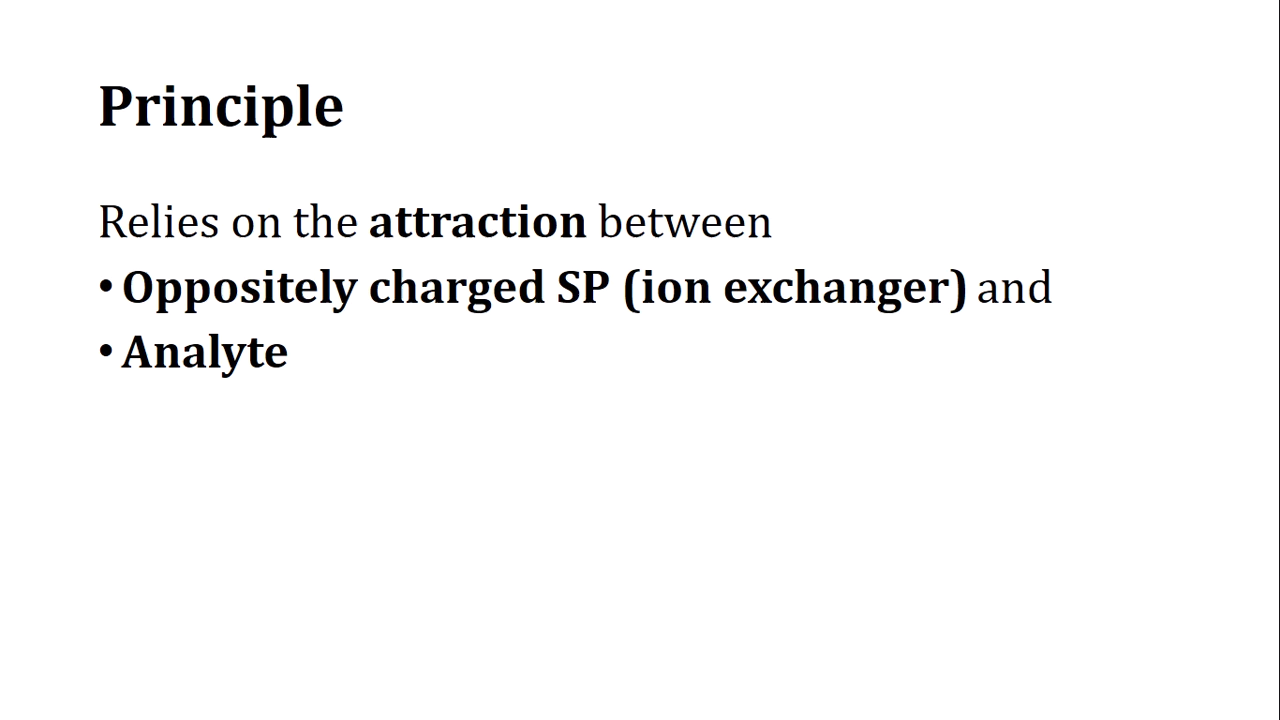 Principle
Relies on the attraction between
• Oppositely charged SP (ion exchanger) and
• Analyte